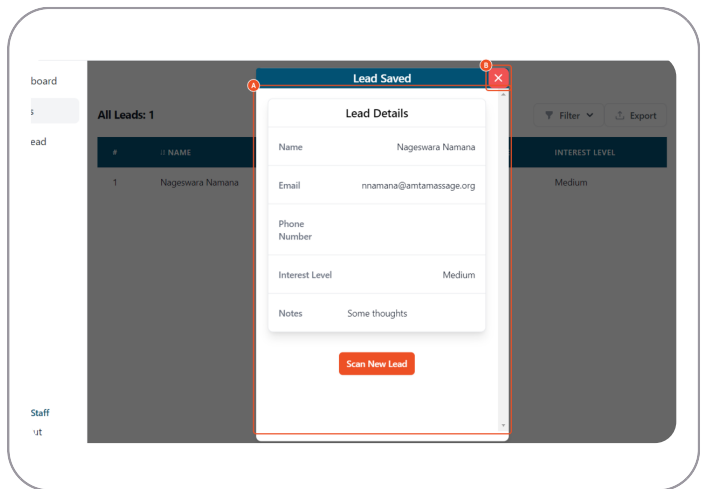 board
s
ead
Staff
ut
All Leads: 1
Filter
Export
#
NAME
INTEREST LEVEL
1
Nageswara Namana
Medium
B
A
Lead Saved
Lead Details
Name Nageswara Namana
Email nnamana@amtamassage.org
Phone
Number
Interest Level Medium
Notes Some thoughts
Scan New Lead